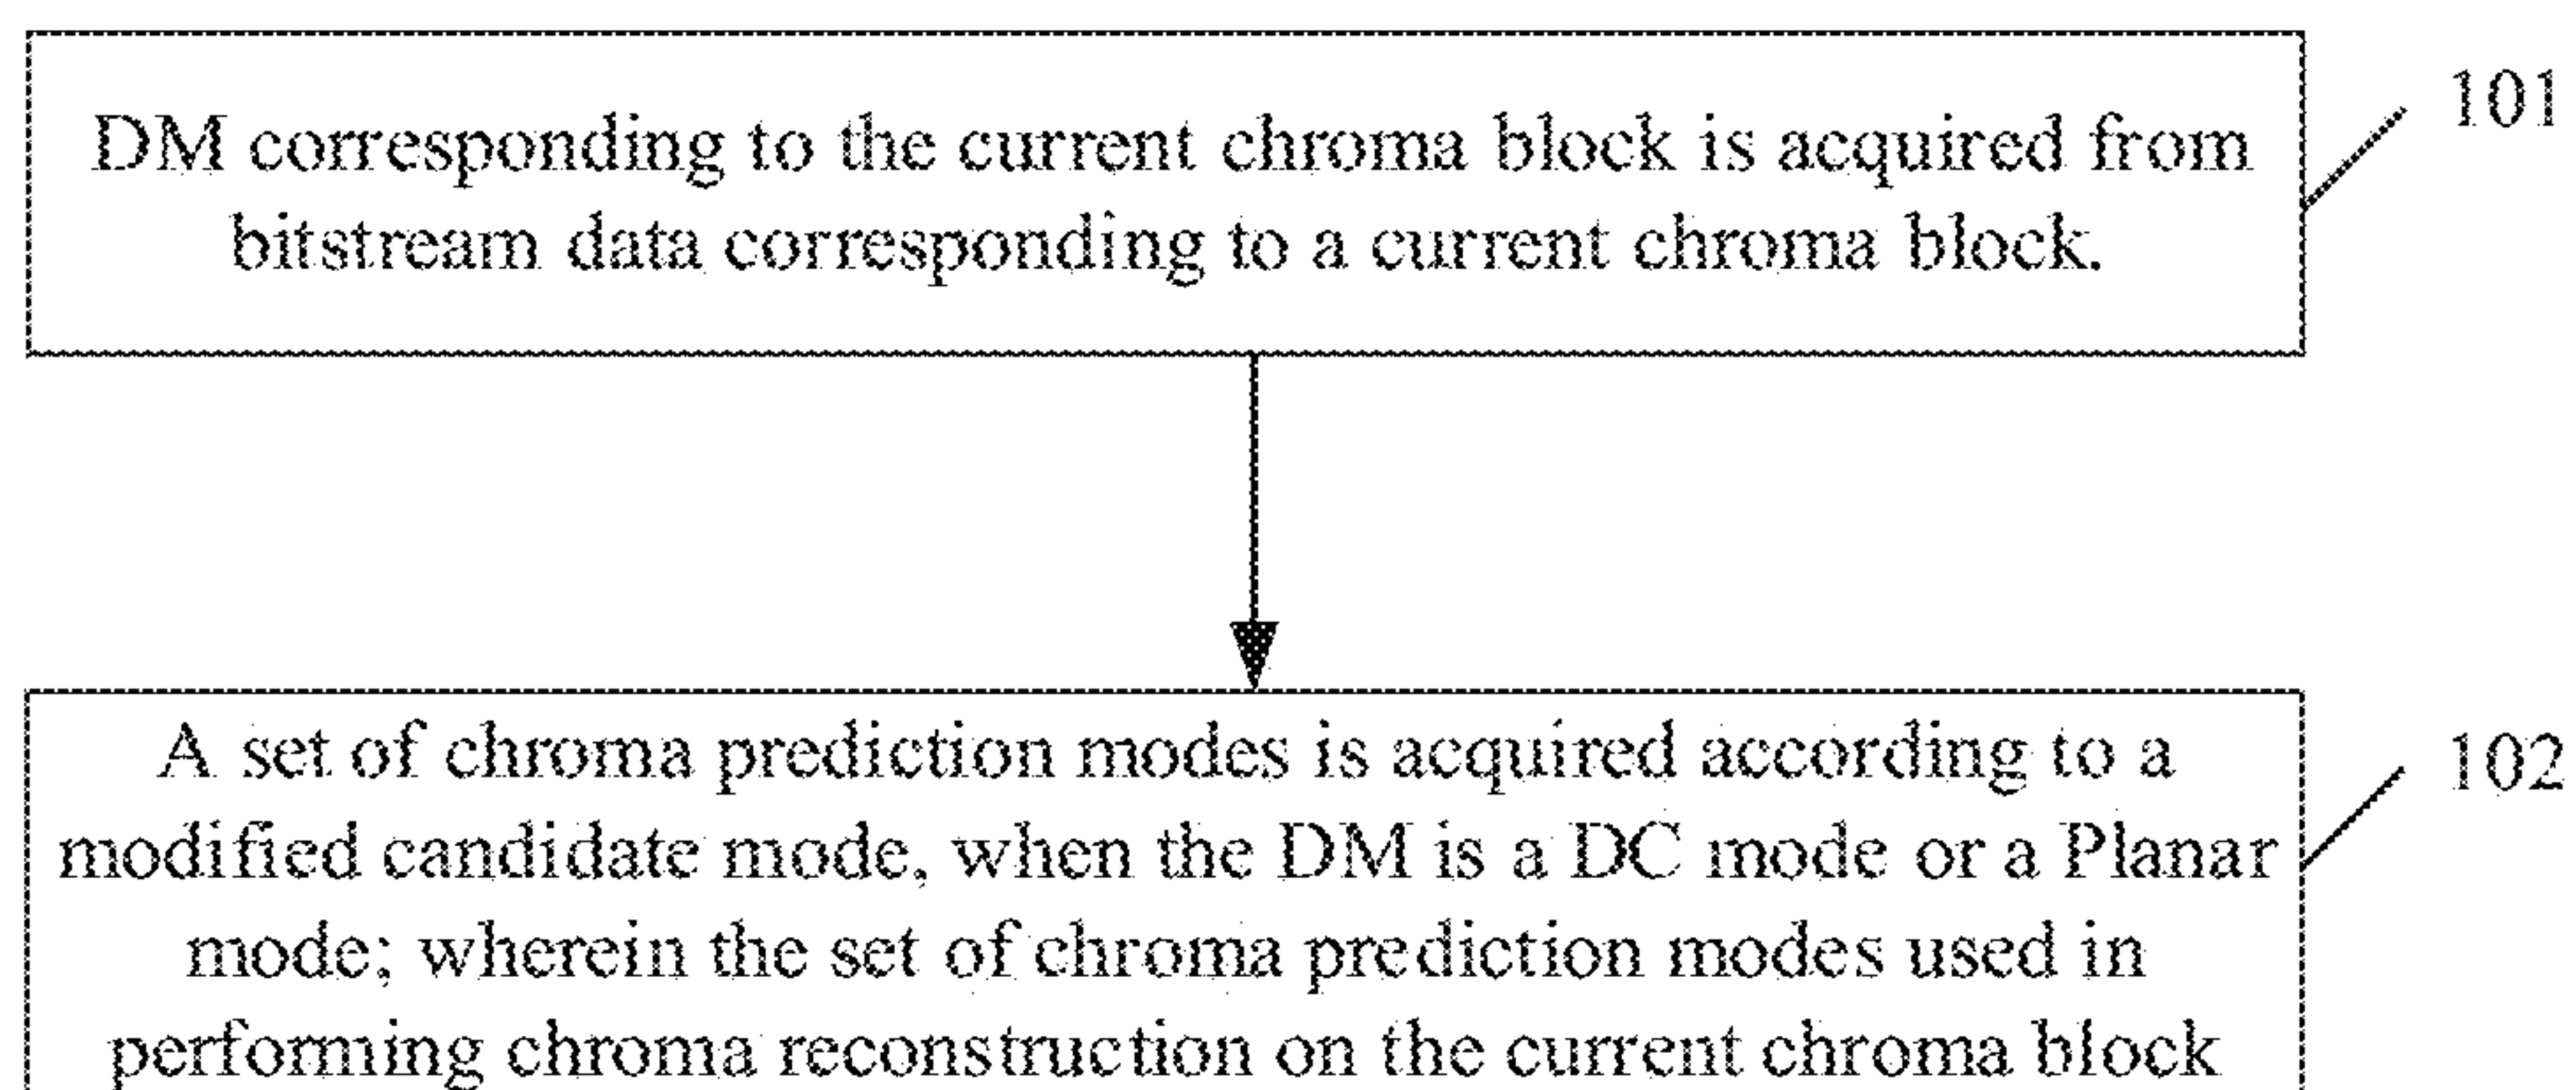 DM corresponding to the current chroma block is acquired from
101
bitstream data corresponding to a current chroma block.
A set of chroma prediction modes is acquired according to a
102
modified candidate mode, when the DM is a DC mode or a Planar
mode; wherein the set of chroma prediction modes used in
performing chroma reconstruction on the current chroma block